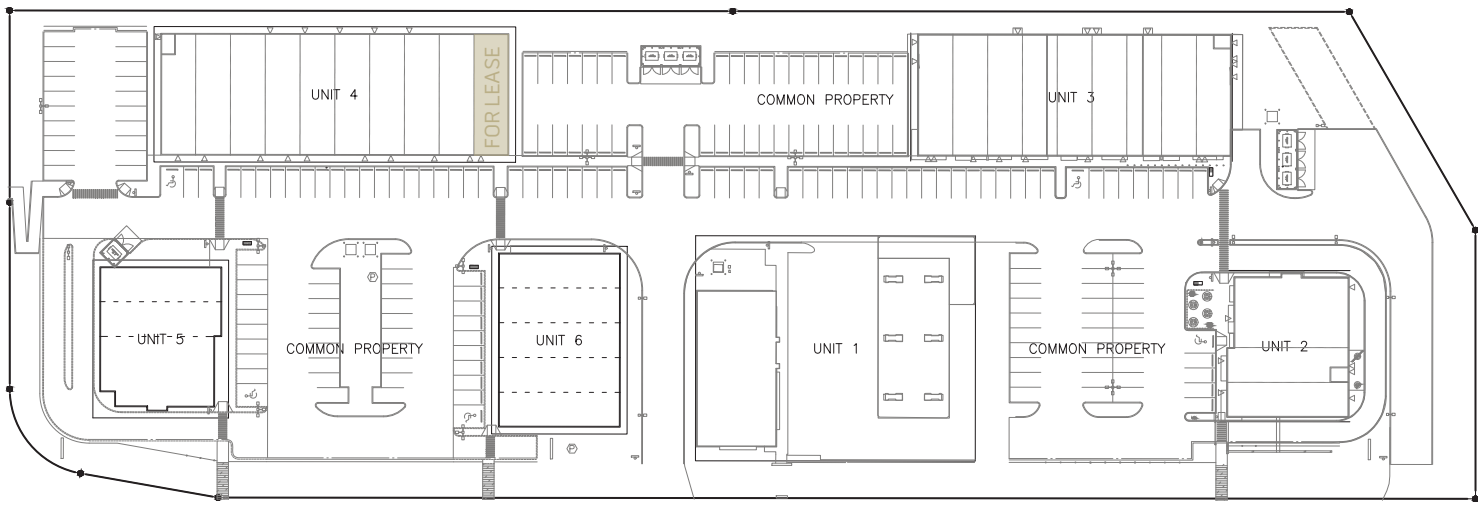 UNIT 4
FOR LEASE
COMMON PROPERTY
UNIT 3
UNIT 5
COMMON PROPERTY
UNIT 6
UNIT 1
COMMON PROPERTY
UNIT 2